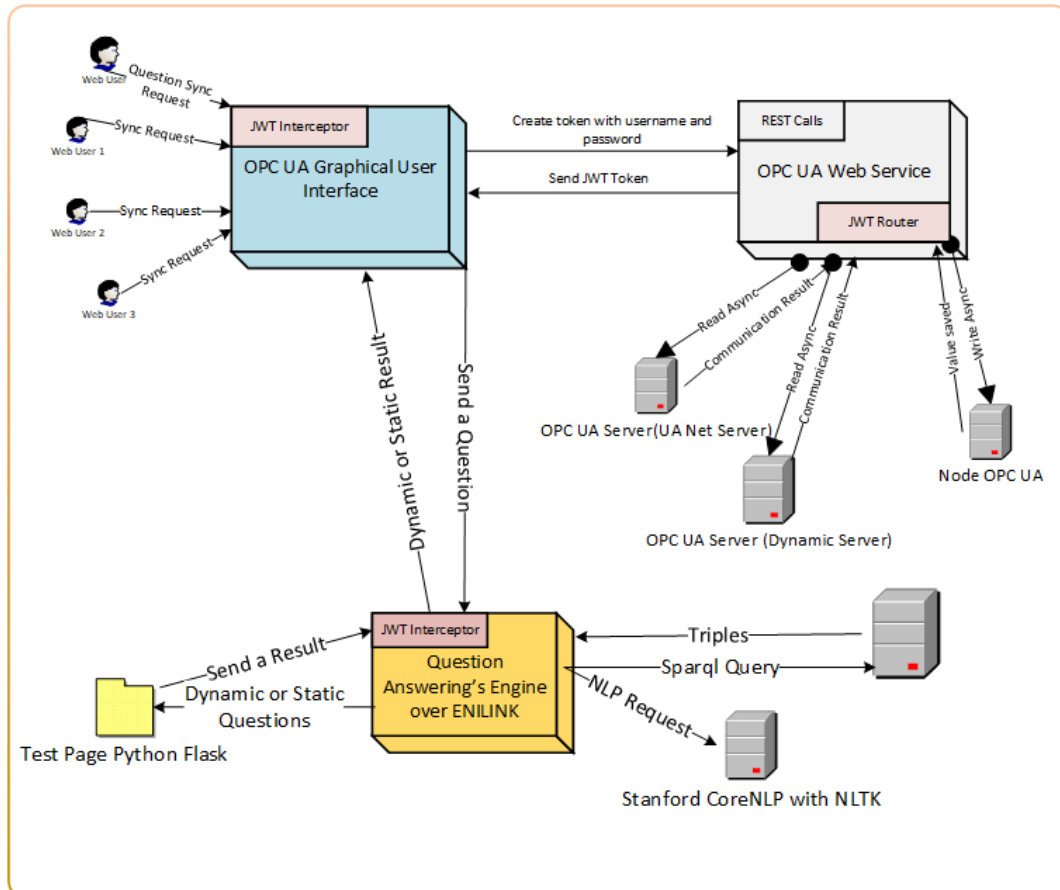 Web User
Question Sync
Request
Web User 1
Sync Request
Web User 2
Sync Request
Web User 3
Sync Request
JWT Interceptor
OPC UA Graphical User
Interface
Create token with username and
password
Send JWT Token
REST Calls
OPC UA Web Service
JWT Router
Read Async
Communication Result
Read Async
Communication Result
Value saved
Write Async
OPC UA Server(UA Net Server)
OPC UA Server (Dynamic Server)
Node OPC UA
Dynamic or Static Result
Send a Question
JWT Interceptor
Question
Answering's Engine
over ENILINK
Send a Result
Dynamic or Static
Questions
Test Page Python Flask
Triples
Sparql Query
NLP Request
Stanford CoreNLP with NLTK